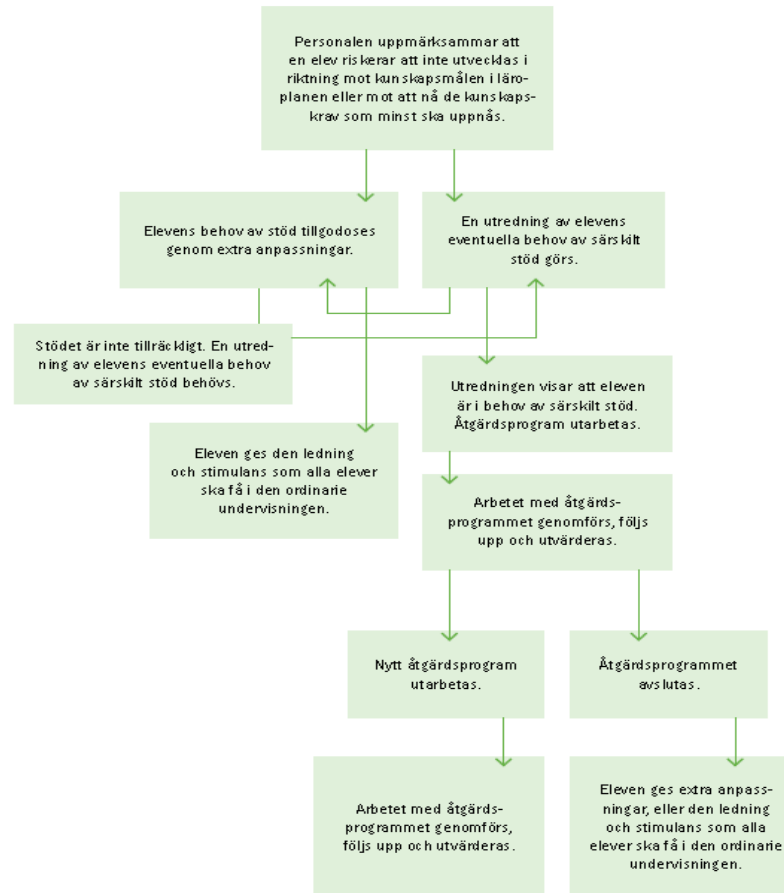 Personalen uppmärksammar att
en elev riskerar att inte utvecklas i
riktning mot kunskapsmålen i läro-
planen eller mot att nå de kunskaps-
krav som minst ska uppnås.
Elevens behov av stöd tillgodoses
genom extra anpassningar.
En utredning av elevens
eventuella behov av särskilt
stöd görs.
Stödet är inte tillräckligt. En utred-
ning av elevens eventuella behov
av särskilt stöd behövs.
Utredningen visar att eleven
är i behov av särskilt stöd.
Åtgärdsprogram utarbetas.
Eleven ges den ledning
och stimulans som alla elever
ska få i den ordinarie
undervisningen.
Arbetet med åtgärds-
programmet genomförs, följs
upp och utvärderas.
Nytt åtgärdsprogram
utarbetas.
Åtgärdsprogrammet
avslutas.
Arbetet med åtgärds-
programmet genomförs,
följs upp och utvärderas.
Eleven ges extra anpass-
ningar, eller den ledning
och stimulans som alla
elever ska få i den ordinarie
undervisningen.